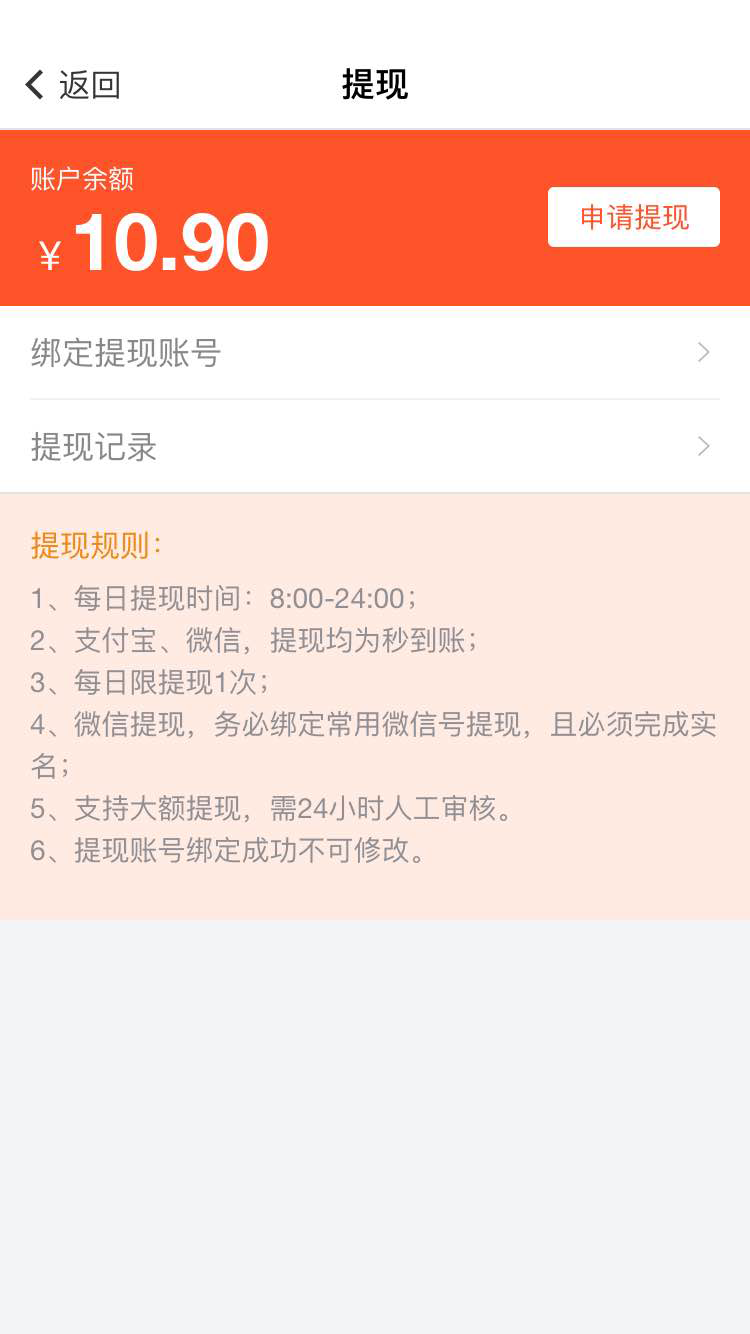 返回
提现
账户余额
¥10.90
申请提现
绑定提现账号
提现记录
提现规则：
1、每日提现时间：8:00-24:00；
2、支付宝、微信，提现均为秒到账；
3、每日限提现1次；
4、微信提现，务必绑定常用微信号提现，且必须完成实
名；
5、支持大额提现，需24小时人工审核。
6、提现账号绑定成功不可修改。